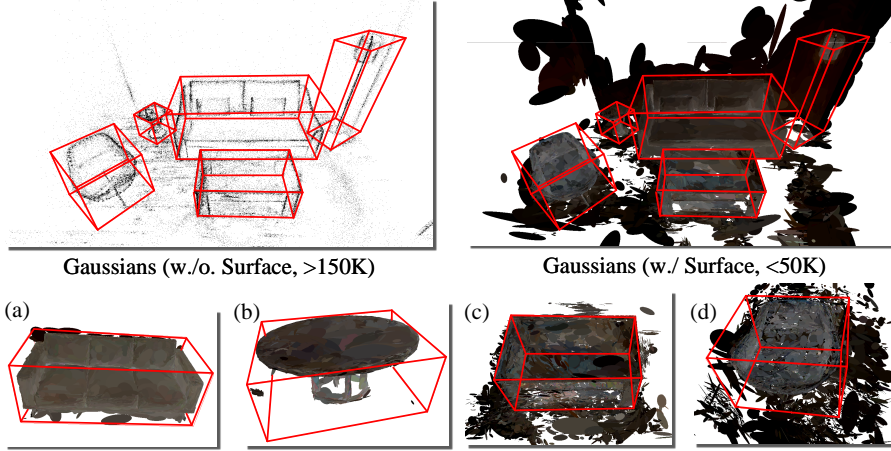 Gaussians (w./o. Surface, >150K)
Gaussians (w./ Surface, <50K)
(a)
(b)
(c)
(d)